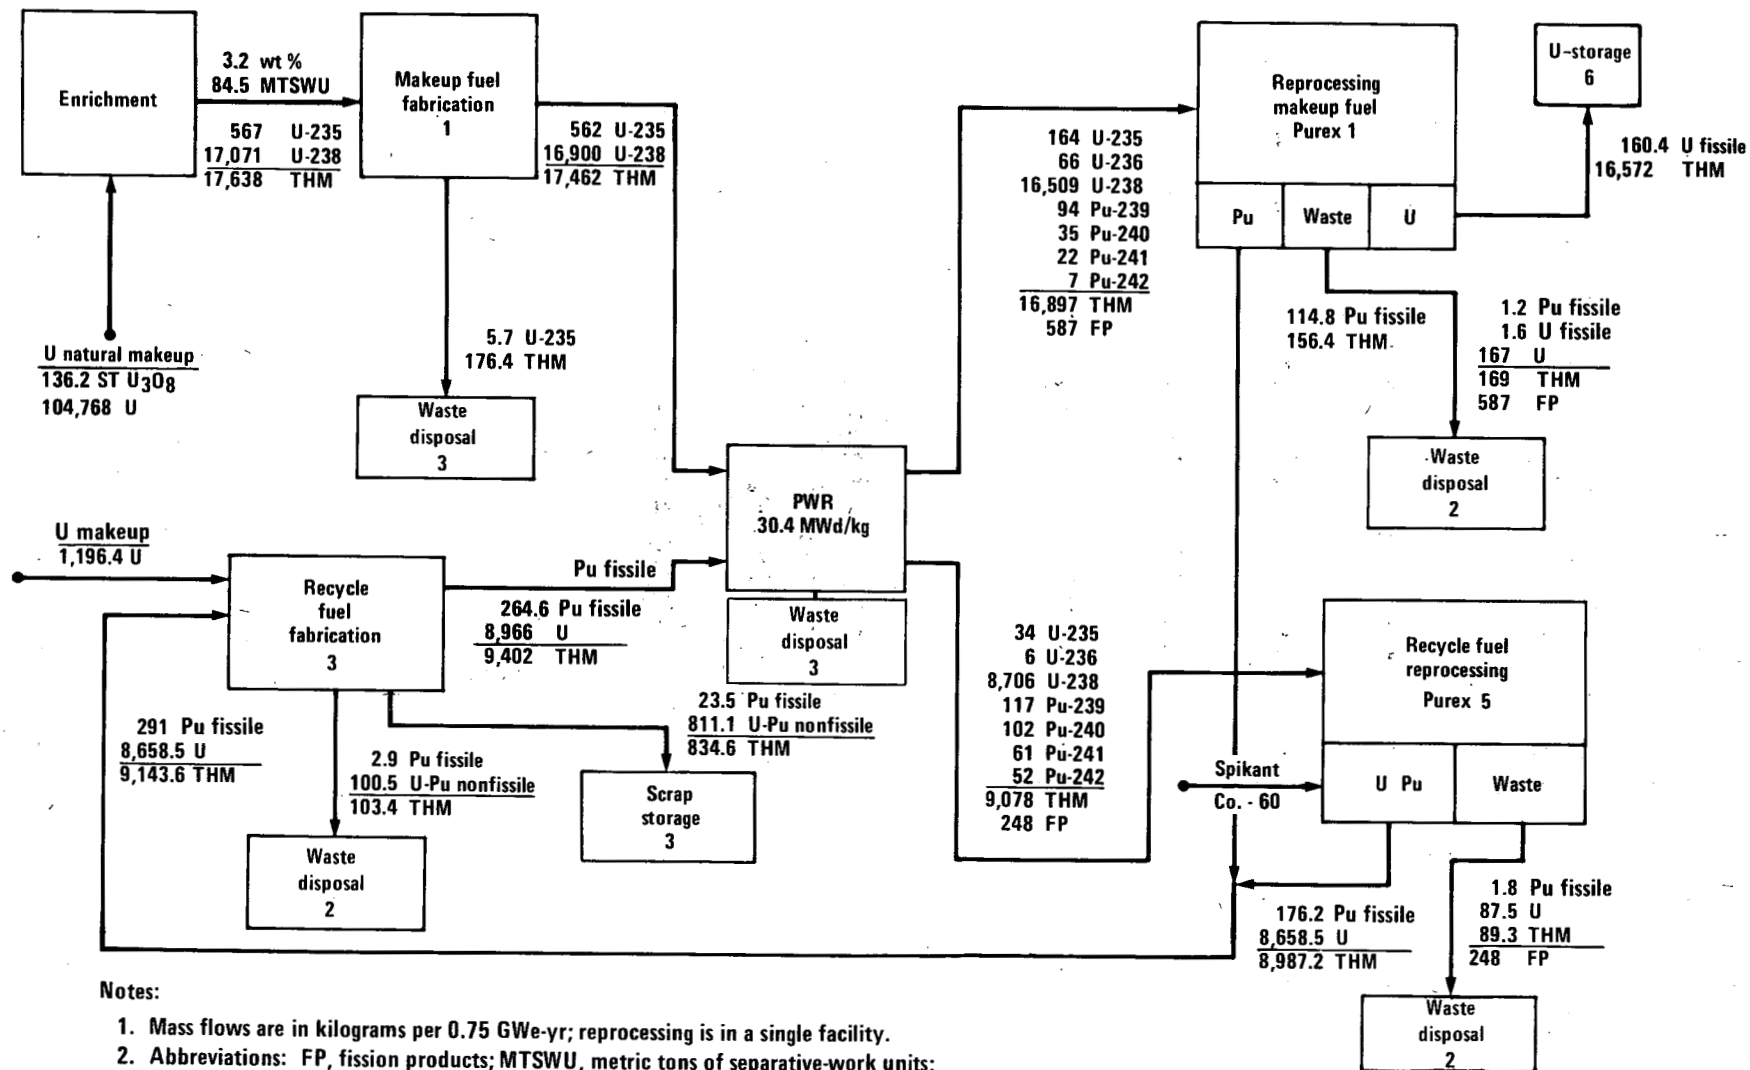 Enrichment
3.2 wt %
84.5 MTSWU
567 U-235
17,071 U-238
17,638 THM
U natural makeup
136.2 ST U3O8
104,768 U
Makeup fuel
fabrication
1
562 U-235
16,900 U-238
17,462 THM
5.7 U-235
176.4 THM
Waste
disposal
3
U makeup
1,196.4 U
Recycle
fuel
fabrication
3
Pu fissile
264.6 Pu fissile
8,966 U
9,402 THM
291 Pu fissile
8,658.5 U
9,143.6 THM
2.9 Pu fissile
100.5 U-Pu nonfissile
103.4 THM
Waste
disposal
2
23.5 Pu fissile
811.1 U-Pu nonfissile
834.6 THM
Scrap
storage
3
PWR
30.4 MWd/kg
Waste
disposal
3
164 U-235
66 U-236
16,509 U-238
94 Pu-239
35 Pu-240
22 Pu-241
7 Pu-242
16,897 THM
587 FP
Reprocessing
makeup fuel
Purex 1
Pu Waste U
U-storage
6
160.4 U fissile
16,572 THM
114.8 Pu fissile
156.4 THM
1.2 Pu fissile
1.6 U fissile
167 U
169 THM
587 FP
Waste
disposal
2
34 U-235
6 U-236
8,706 U-238
117 Pu-239
102 Pu-240
61 Pu-241
52 Pu-242
9,078 THM
248 FP
Recycle fuel
reprocessing
Purex 5
U Pu Waste
Spikant
Co. - 60
176.2 Pu fissile
8,658.5 U
8,987.2 THM
1.8 Pu fissile
87.5 U
89.3 THM
248 FP
Waste
disposal
2
Notes:
1. Mass flows are in kilograms per 0.75 GWe-yr; reprocessing is in a single facility.
2. Abbreviations: FP, fission products; MTSWU, metric tons of separative-work units;